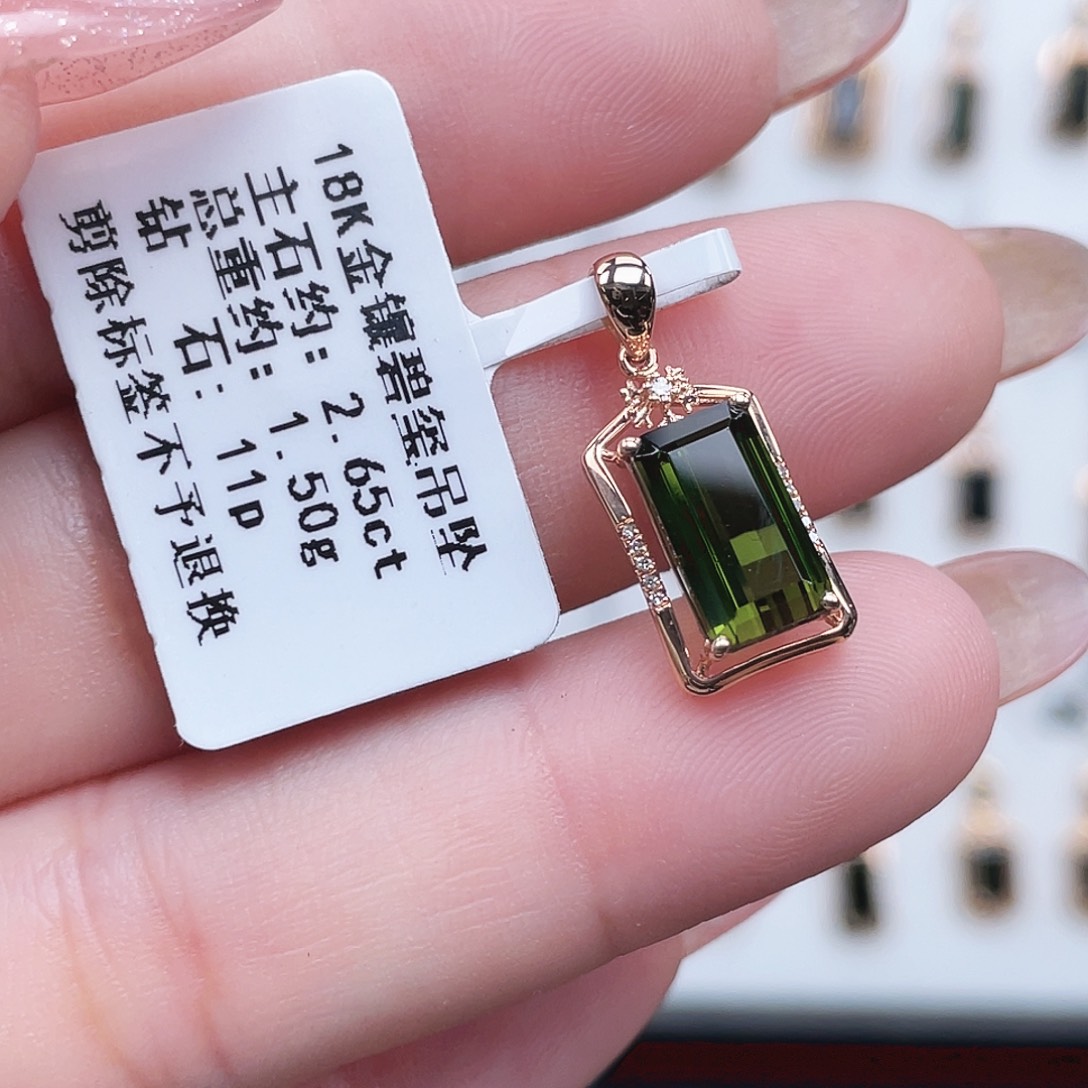 18K金镶碧玺吊坠
主石约: 2.65ct
总重约: 1.50g
钻 石: 11p
剪除标签不予退换